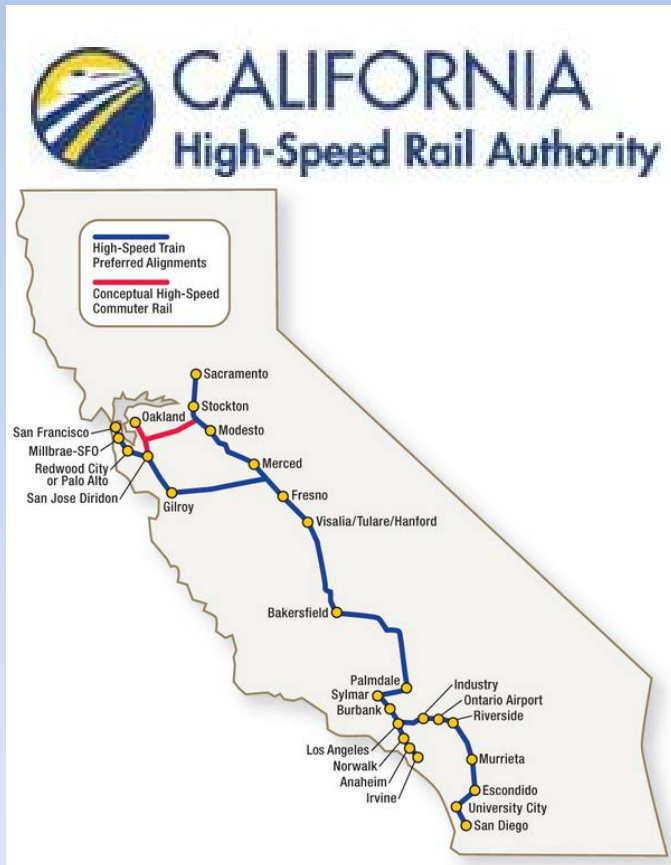 CALIFORNIA
High-Speed Rail Authority
High-Speed Train
Preferred Alignments
Conceptual High-Speed
Commuter Rail
Sacramento
Stockton
Oakland
Modesto
San Francisco
Millbrae-SFO
Redwood City
or Palo Alto
San Jose Diridon
Merced
Gilroy
Fresno
Visalia/Tulare/Hanford
Bakersfield
Palmdale
Sylmar
Burbank
Industry
Ontario Airport
Riverside
Los Angeles
Norwalk
Anaheim
Irvine
Murrieta
Escondido
University City
San Diego